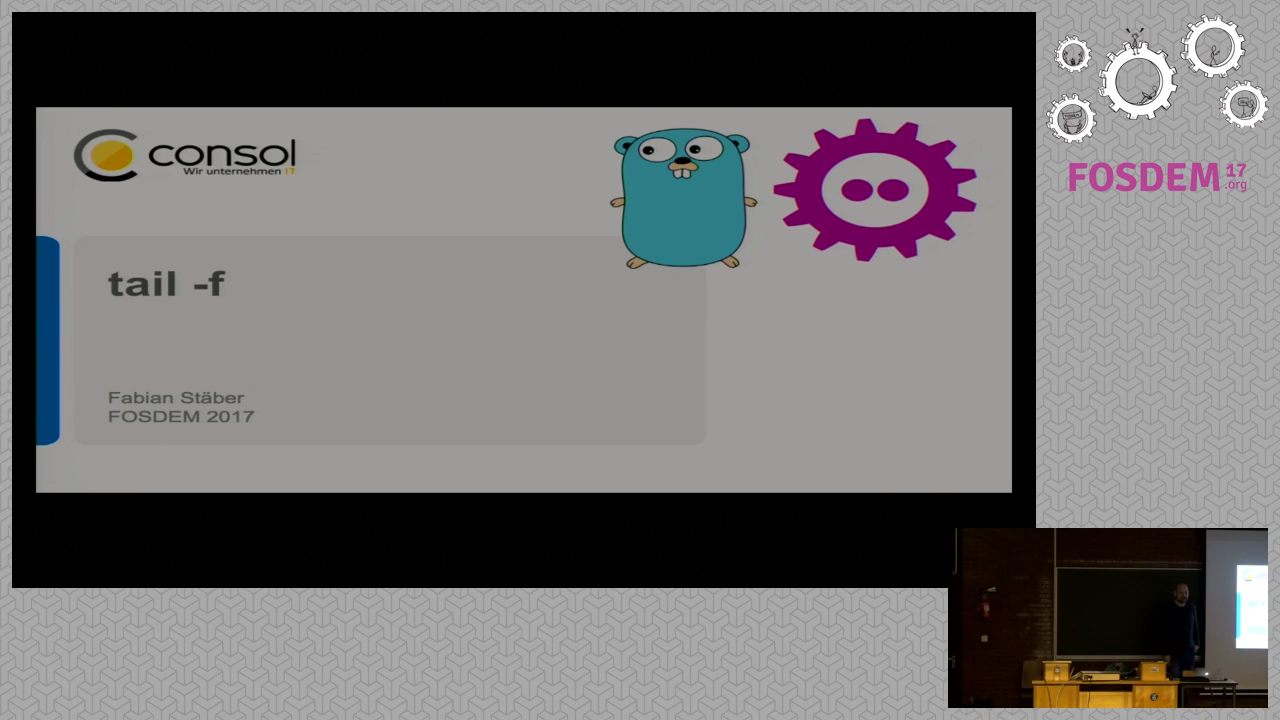 consol
Wir unternehmen IT
tail -f
Fabian Stäber
FOSDEM 2017
FOSDEM 17
.org